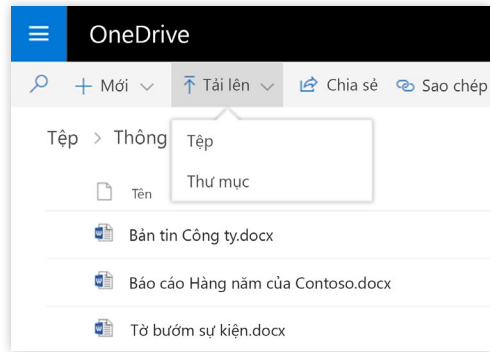 OneDrive
Mới Tải lên Chia sẻ Sao chép
Tệp > Thông
Tệp
Thư mục
Tên
Bản tin Công ty.docx
Báo cáo Hàng năm của Contoso.docx
Tờ bướm sự kiện.docx